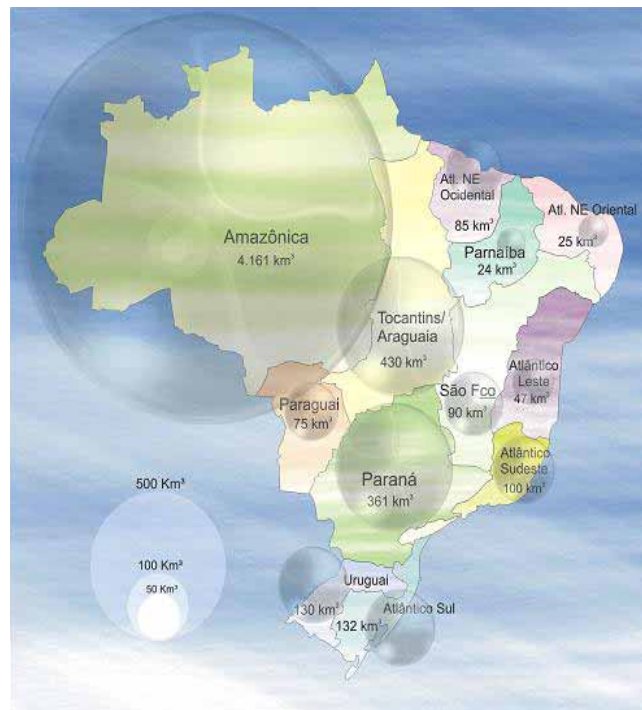 Atl. NE
Ocidental
85 km³
Atl. NE Oriental
25 km³
Amazônica
4.161 km³
Parnaíba
24 km³
Tocantins/
Araguaia
430 km³
Atlântico
Leste
47 km³
São Fco
90 km³
Paraguai
75 km³
Atlântico
Sudeste
100 km³
Paraná
361 km³
500 Km³
100 Km³
50 Km³
Uruguai
130 km³
Atlântico Sul
132 km³